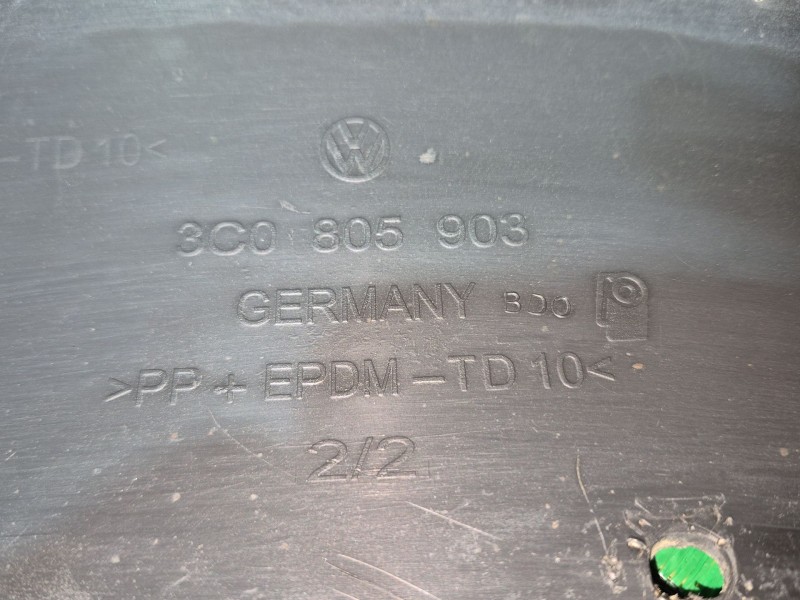 -TD 10<
3C0 805 903
GERMANY
>PP + EPDM - TD 10<
2/2